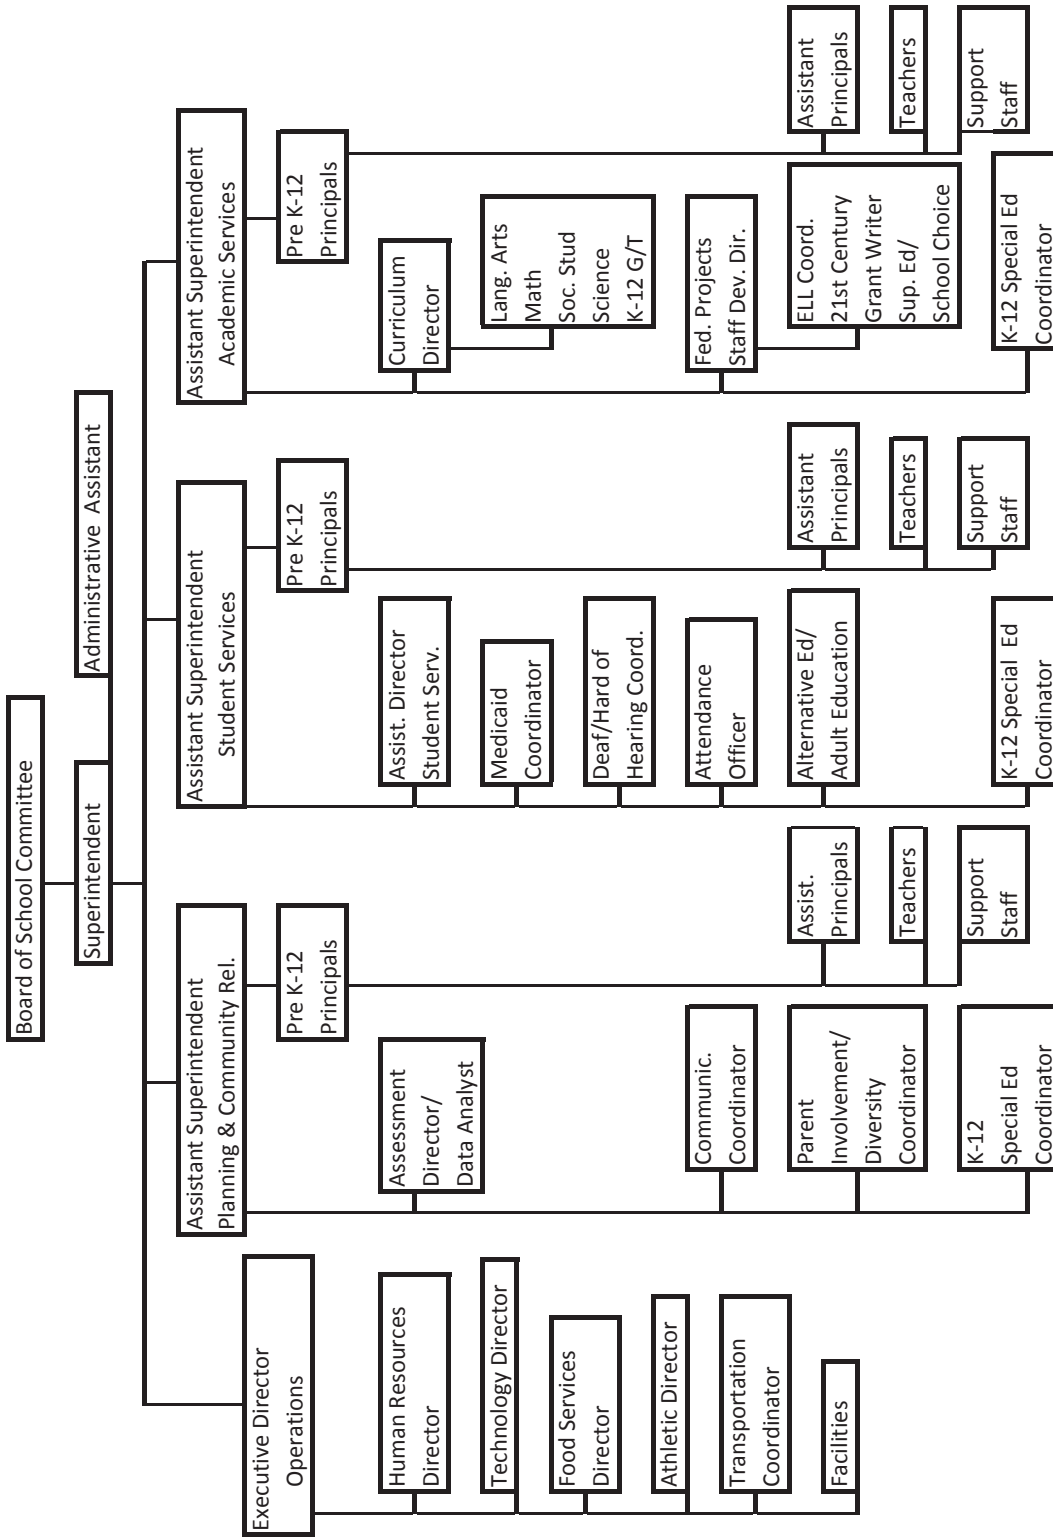 Board of School Committee
Superintendent
Administrative Assistant
Executive Director
Operations
Human Resources
Director
Technology Director
Food Services
Director
Athletic Director
Transportation
Coordinator
Facilities
Assistant Superintendent
Planning & Community Rel.
Pre K-12
Principals
Assessment
Director/
Data Analyst
Communic.
Coordinator
Parent
Involvement/
Diversity
Coordinator
K-12
Special Ed
Coordinator
Assist.
Principals
Teachers
Support
Staff
Assistant Superintendent
Student Services
Pre K-12
Principals
Assist. Director
Student Serv.
Medicaid
Coordinator
Deaf/Hard of
Hearing Coord.
Attendance
Officer
Alternative Ed/
Adult Education
K-12 Special Ed
Coordinator
Assistant
Principals
Teachers
Support
Staff
Assistant Superintendent
Academic Services
Pre K-12
Principals
Curriculum
Director
Lang. Arts
Math
Soc. Stud
Science
K-12 G/T
Fed. Projects
Staff Dev. Dir.
ELL Coord.
21st Century
Grant Writer
Sup. Ed/
School Choice
K-12 Special Ed
Coordinator
Assistant
Principals
Teachers
Support
Staff